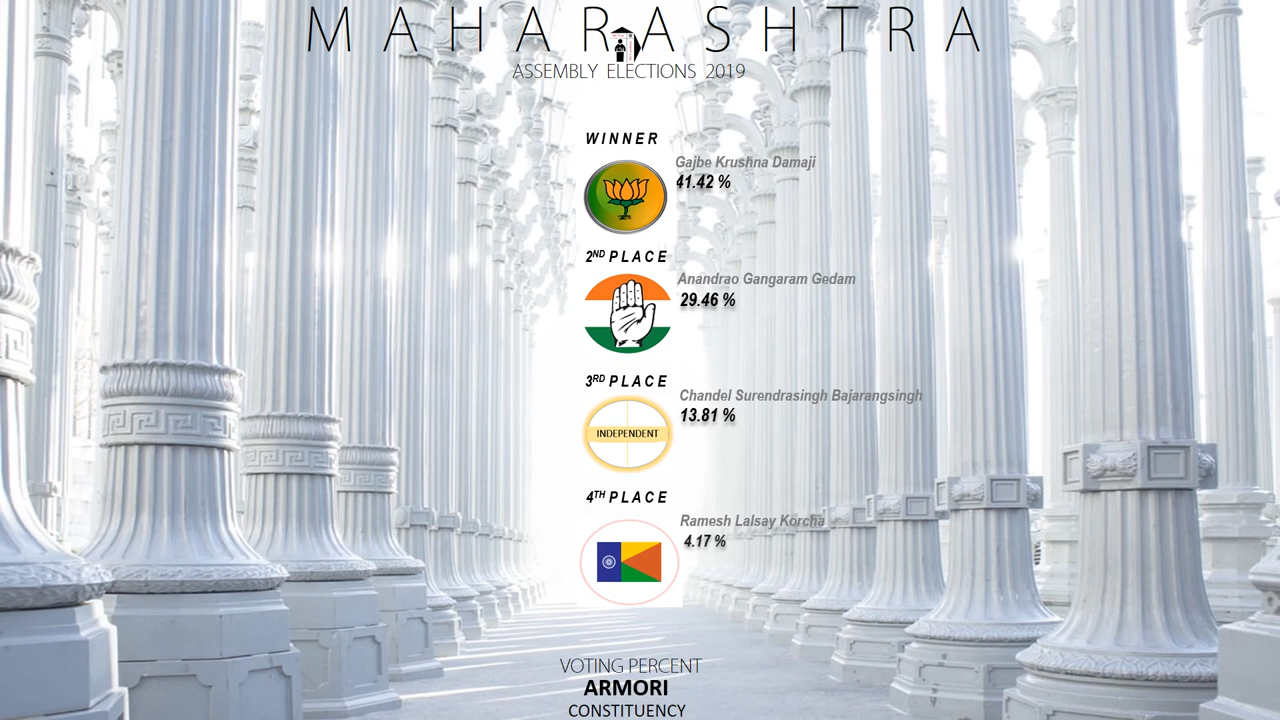 MAHARASHTRA
ASSEMBLY ELECTIONS 2019
WINNER
Gajbe Krushna Damaji
41.42 %
2ND PLACE
Anandrao Gangaram Gedam
29.46 %
3RD PLACE
Chandel Surendrasingh Bajarangsingh
13.81 %
INDEPENDENT
4TH PLACE
Ramesh Lalsay Korcha
4.17 %
VOTING PERCENT
ARMORI
CONSTITUENCY